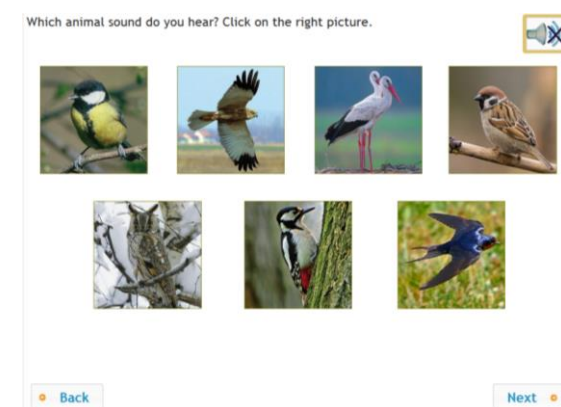 Which animal sound do you hear? Click on the right picture.
Back
Next